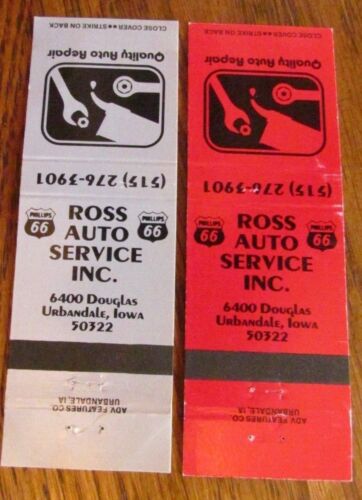 CLOSE COVER★★STRIKE ON BACK
Quality Auto Repair
(515) 276-3901
PHILLIPS
66
ROSS
AUTO
SERVICE
INC.
PHILLIPS
66
6400 Douglas
Urbandale, Iowa
50322
ADV FEATURES CO
URBANDALE, IA
CLOSE COVER★★STRIKE ON BACK
Quality Auto Repair
(515) 276-3901
PHILLIPS
66
ROSS
AUTO
SERVICE
INC.
PHILLIPS
66
6400 Douglas
Urbandale, Iowa
50322
ADV FEATURES CO
URBANDALE, IA